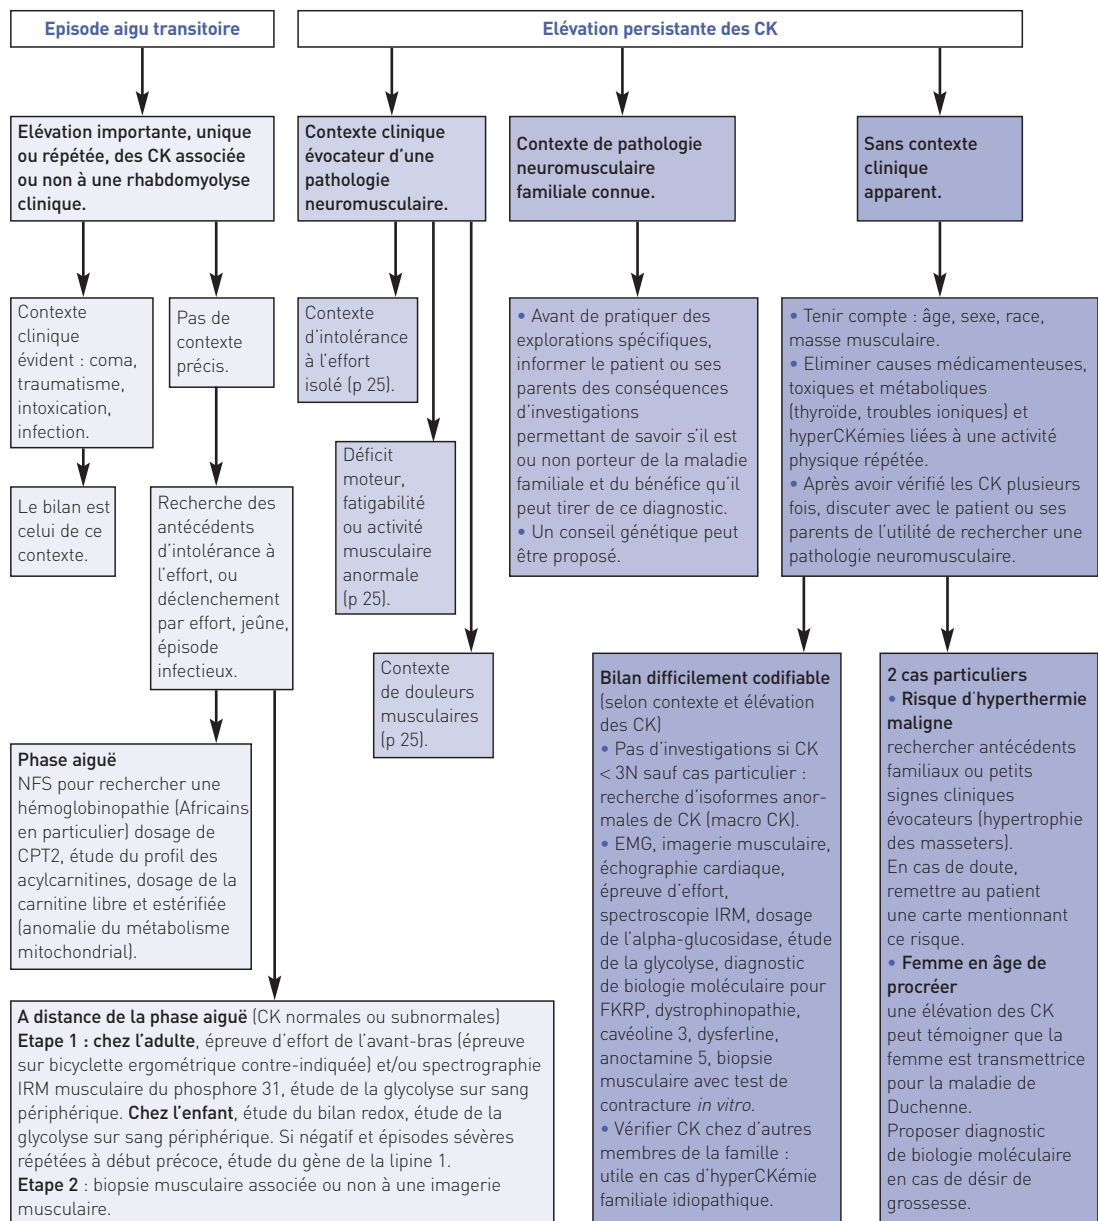 Episode aigu transitoire
Elévation persistante des CK
Elévation importante, unique
ou répétée, des CK associée
ou non à une rhabdomyolyse
clinique.
Contexte clinique
évocateur d'une
pathologie
neuromusculaire.
Contexte de pathologie
neuromusculaire
familiale connue.
Sans contexte
clinique
apparent.
Contexte
clinique
évident : coma,
traumatisme,
intoxication,
infection.
Pas de
contexte
précis.
Contexte
d'intolérance
à l'effort
isolé (p 25).
• Avant de pratiquer des
explorations spécifiques,
informer le patient ou ses
parents des conséquences
d'investigations
permettant de savoir s'il est
ou non porteur de la maladie
familiale et du bénéfice qu'il
peut tirer de ce diagnostic.
• Un conseil génétique peut
être proposé.
• Tenir compte : âge, sexe, race,
masse musculaire.
• Eliminer causes médicamenteuses,
toxiques et métaboliques
(thyroïde, troubles ioniques) et
hyperCKémies liées à une activité
physique répétée.
• Après avoir vérifié les CK plusieurs
fois, discuter avec le patient ou ses
parents de l'utilité de rechercher une
pathologie neuromusculaire.
Le bilan est
celui de ce
contexte.
Recherche des
antécédents
d'intolérance à
l'effort, ou
déclenchement
par effort, jeûne,
épisode
infectieux.
Déficit
moteur,
fatigabilité
ou activité
musculaire
anormale
(p 25).
Contexte
de douleurs
musculaires
(p 25).
Phase aiguë
NFS pour rechercher une
hémoglobinopathie (Africains
en particulier) dosage de
CPT2, étude du profil des
acylcarnitines, dosage de la
carnitine libre et estérifiée
(anomalie du métabolisme
mitochondrial).
A distance de la phase aiguë (CK normales ou subnormales)
Etape 1 : chez l'adulte, épreuve d'effort de l'avant-bras (épreuve
sur bicyclette ergométrique contre-indiquée) et/ou spectrographie
IRM musculaire du phosphore 31, étude de la glycolyse sur sang
périphérique. Chez l'enfant, étude du bilan redox, étude de la
glycolyse sur sang périphérique. Si négatif et épisodes sévères
répétées à début précoce, étude du gène de la lipine 1.
Etape 2 : biopsie musculaire associée ou non à une imagerie
musculaire.
Bilan difficilement codifiable
(selon contexte et élévation
des CK)
• Pas d'investigations si CK
< 3N sauf cas particulier :
recherche d'isoformes anor-
males de CK (macro CK).
• EMG, imagerie musculaire,
échographie cardiaque,
épreuve d'effort,
spectroscopie IRM, dosage
de l'alpha-glucosidase, étude
de la glycolyse, diagnostic
de biologie moléculaire pour
FKRP, dystrophinopathie,
cavéoline 3, dysferline,
anoctamine 5, biopsie
musculaire avec test de
contracture in vitro.
• Vérifier CK chez d'autres
membres de la famille :
utile en cas d'hyperCKémie
familiale idiopathique.
2 cas particuliers
• Risque d'hyperthermie
maligne
rechercher antécédents
familiaux ou petits
signes cliniques
évocateurs (hypertrophie
des masseters).
En cas de doute,
remettre au patient
une carte mentionnant
ce risque.
• Femme en âge de
procréer
une élévation des CK
peut témoigner que la
femme est transmettrice
pour la maladie de
Duchenne.
Proposer diagnostic
de biologie moléculaire
en cas de désir de
grossesse.